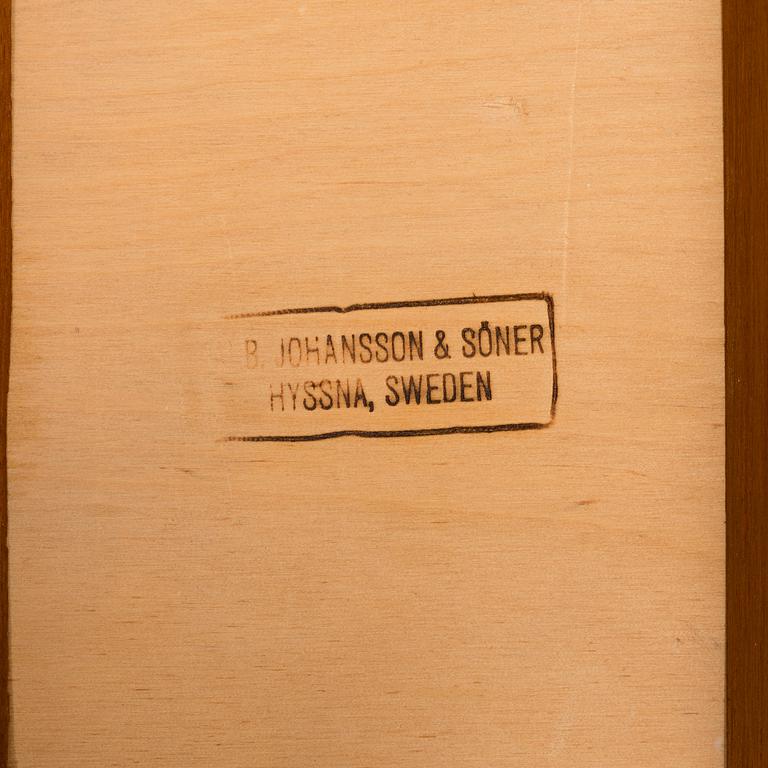 B. JOHANSSON & SÖNER
HYSSNA, SWEDEN